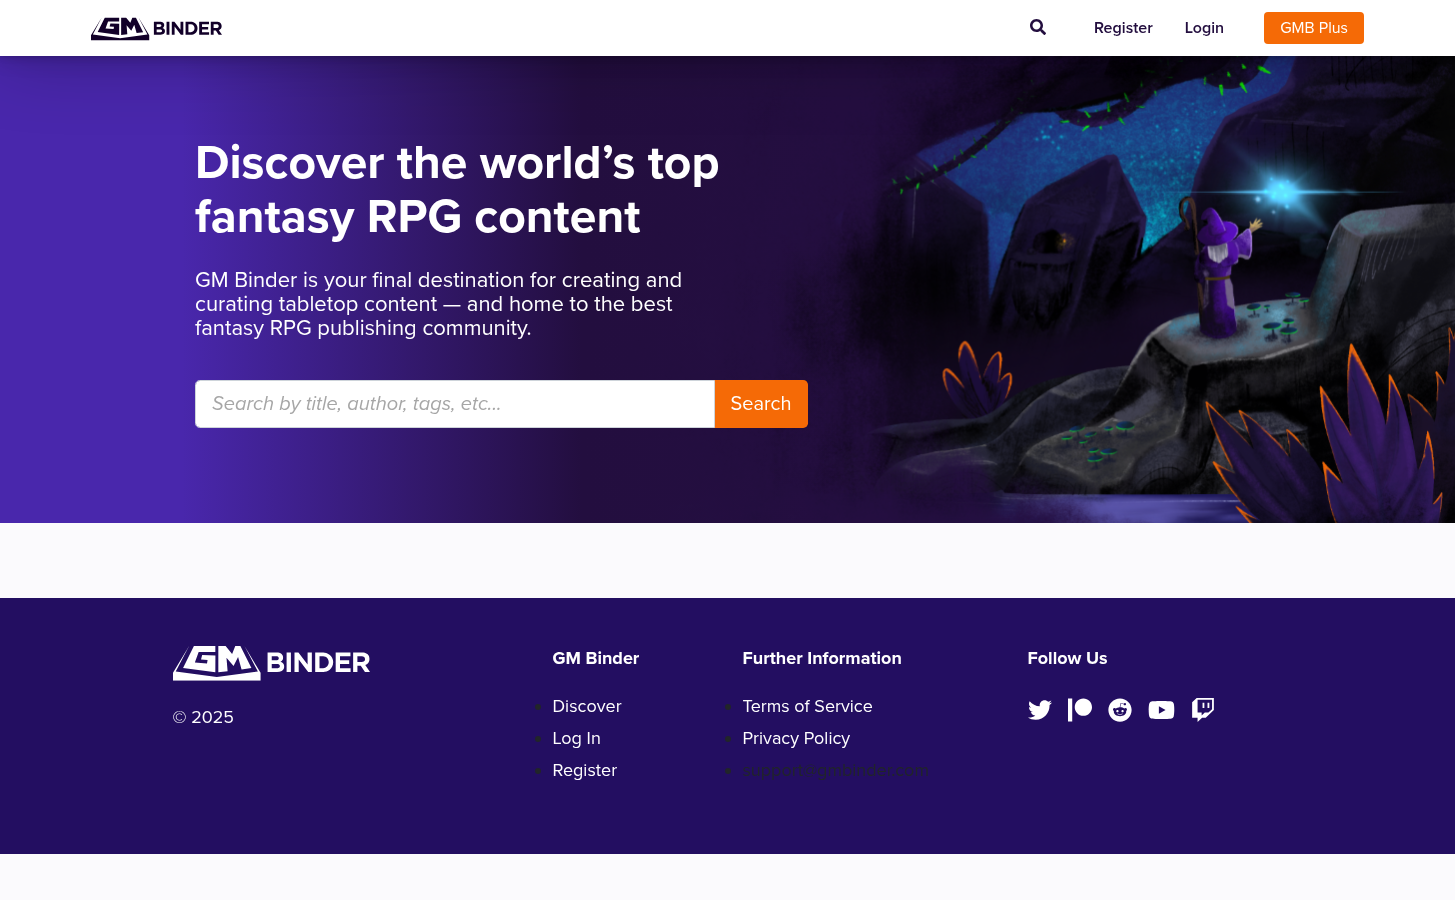 GM BINDER
Register
Login
GMB Plus
Discover the world’s top
fantasy RPG content
GM Binder is your final destination for creating and
curating tabletop content — and home to the best
fantasy RPG publishing community.
Search by title, author, tags, etc...
Search
GM BINDER
© 2025
GM Binder
Discover
Log In
Register
Further Information
Terms of Service
Privacy Policy
support@gmbinder.com
Follow Us